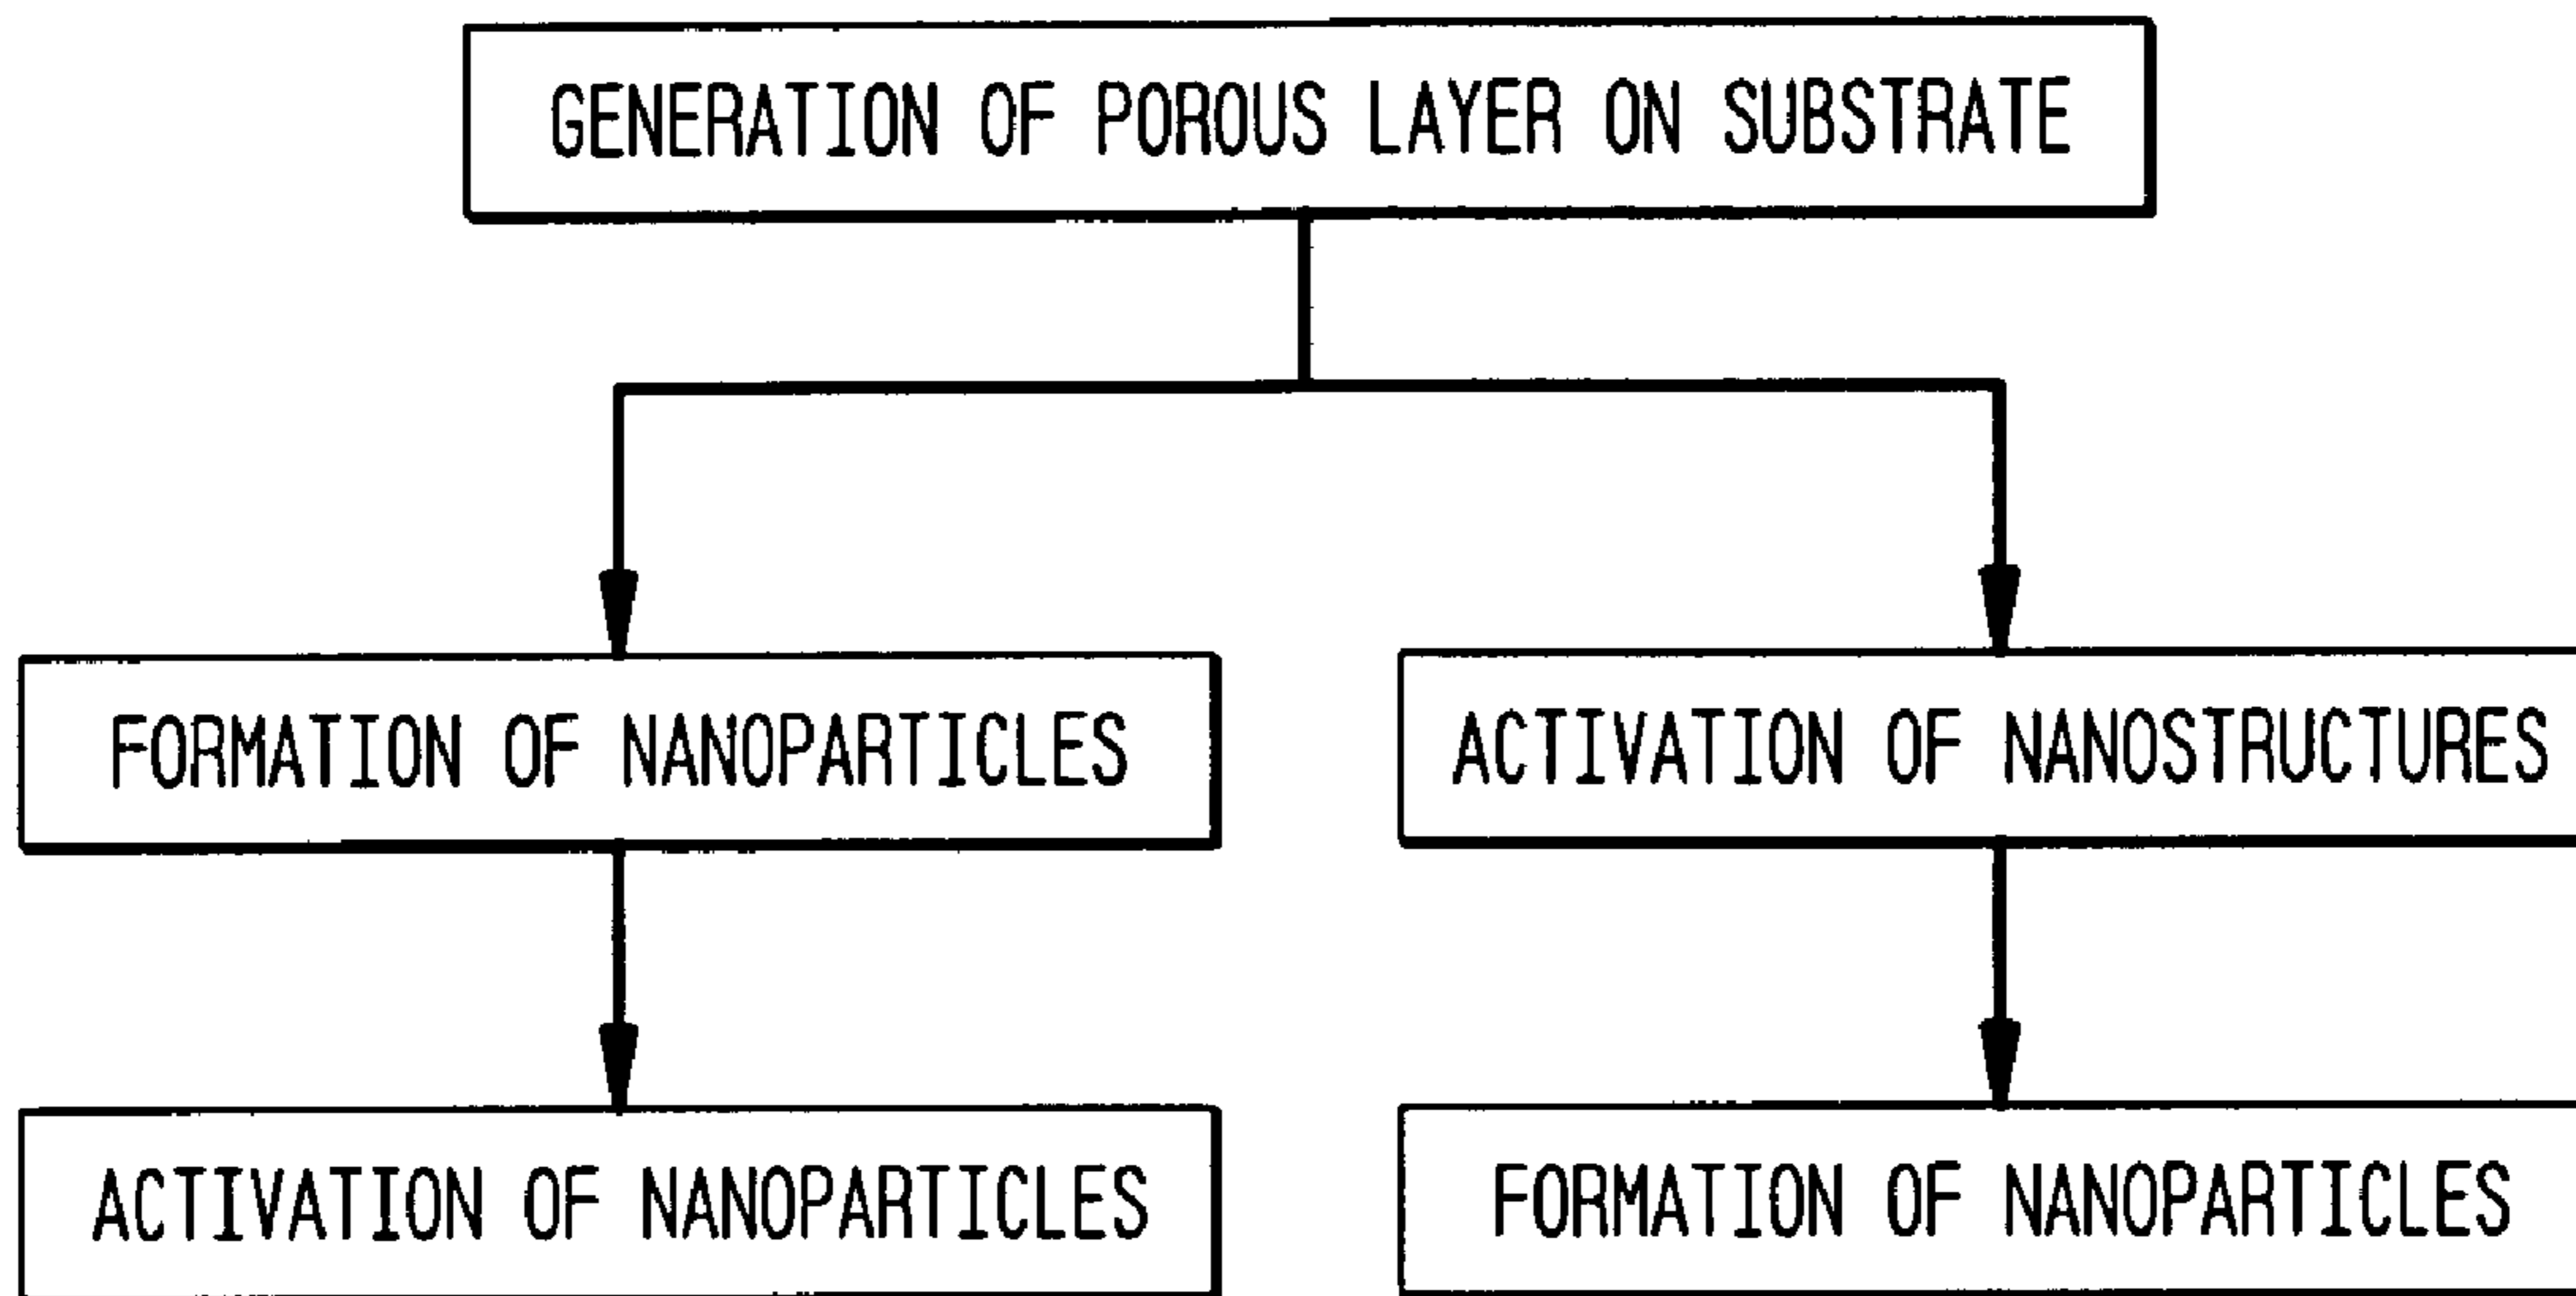 GENERATION OF POROUS LAYER ON SUBSTRATE
FORMATION OF NANOPARTICLES
ACTIVATION OF NANOSTRUCTURES
ACTIVATION OF NANOPARTICLES
FORMATION OF NANOPARTICLES